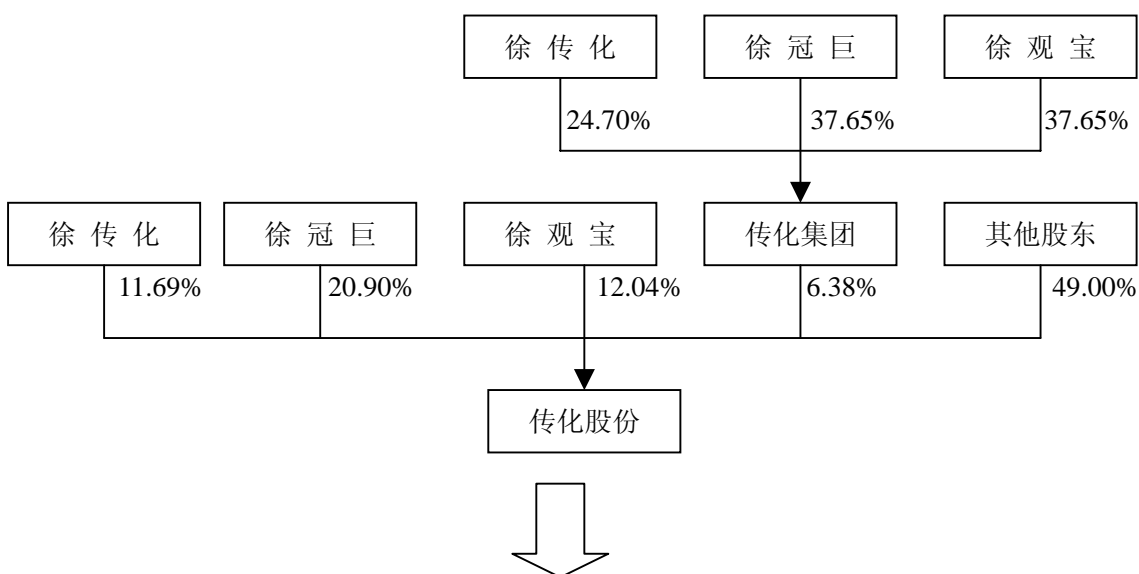 徐 传 化 徐 冠 巨 徐 观 宝
24.70% 37.65% 37.65%
徐 传 化 徐 冠 巨 徐 观 宝 传化集团 其他股东
11.69% 20.90% 12.04% 6.38% 49.00%
传化股份